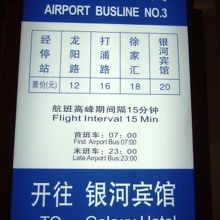 AIRPORT BUSLINE NO.3
经停站 龙阳路 打浦路 徐家汇 银河宾馆
票价(元) 12 16 18 20
航班高峰期间隔15分钟
Flight Interval 15 Min
首班车: 07: 00
First Airport Bus:07:00
末班车: 23: 00
Late Airport Bus:23:00
开往 银河宾馆
TO Galaxy Hotel